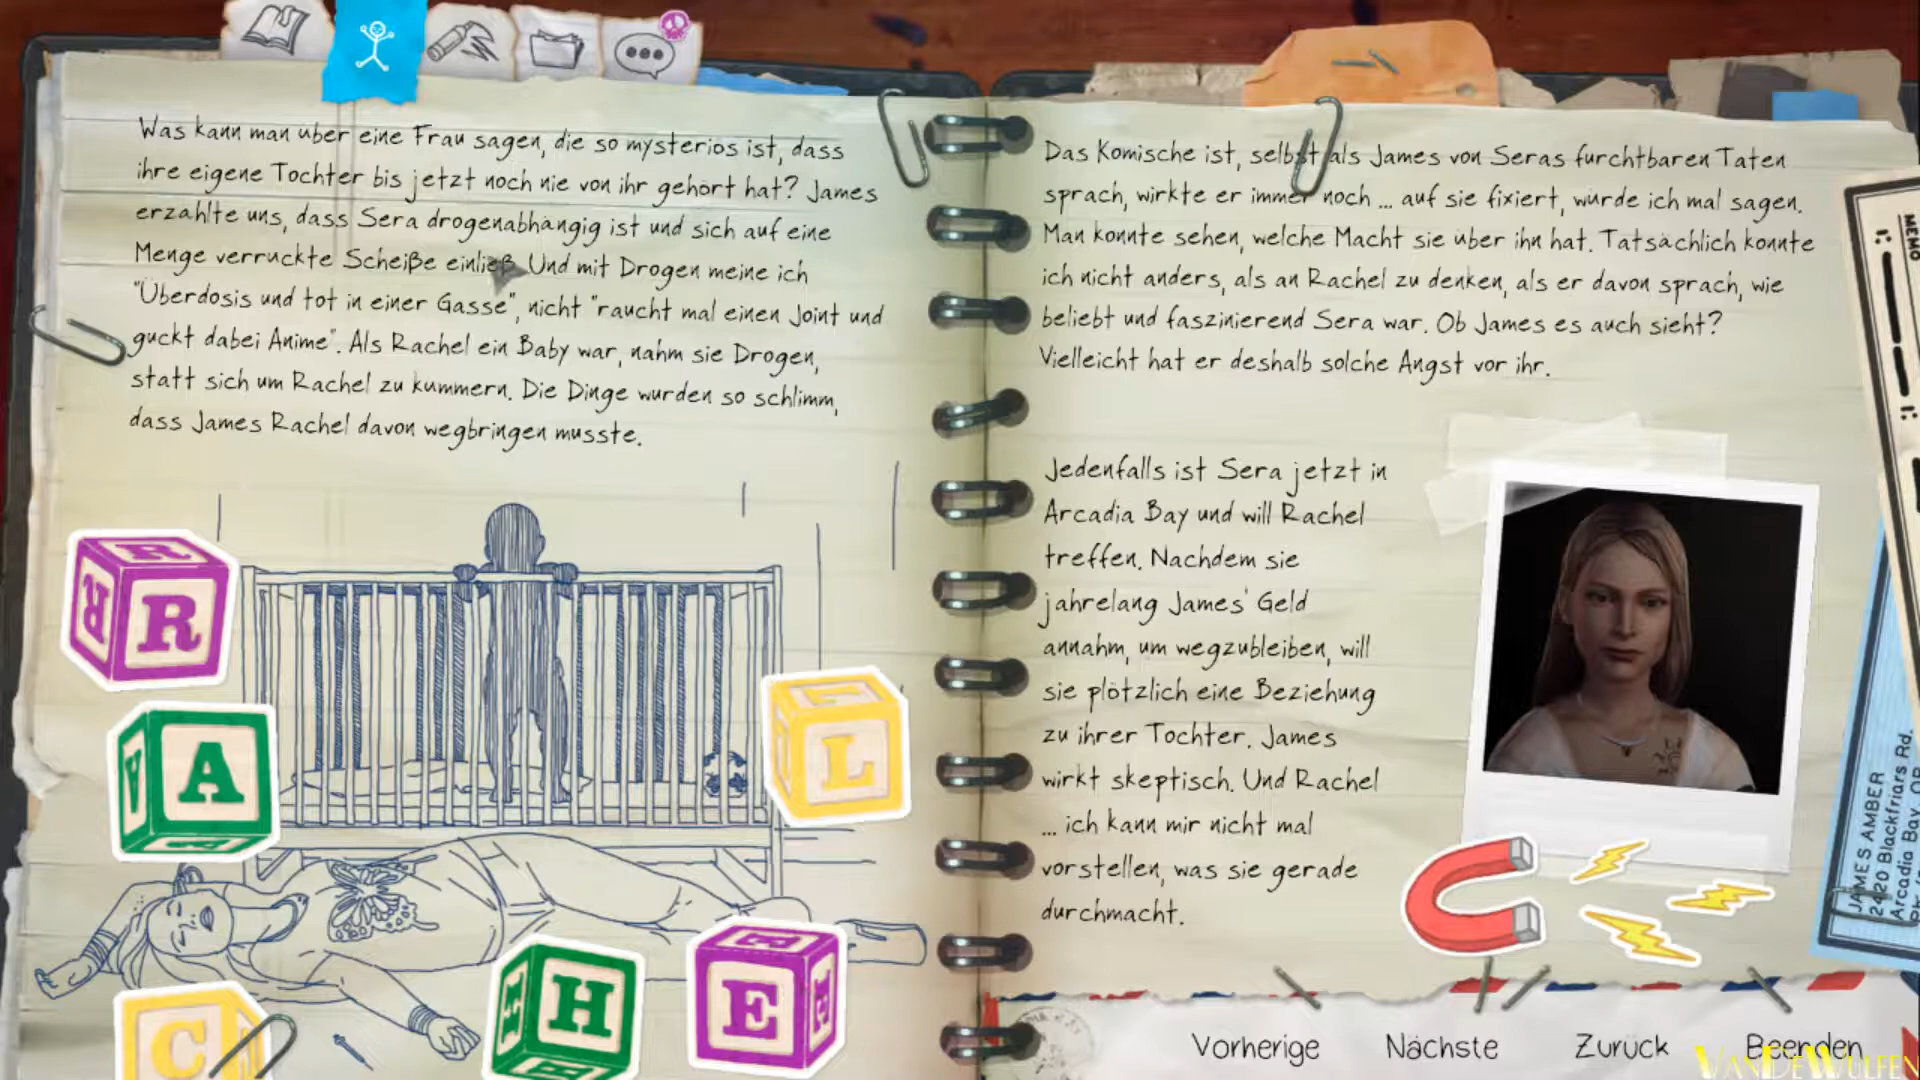 Was kann man uber eine Frau sagen, die so mysteriös ist, dass
ihre eigene Tochter bis jetzt noch nie von ihr gehört hat? James
erzahlte uns, dass Sera drogenabhängig ist und sich auf eine
Menge verruckte Scheiße einließ. Und mit Drogen meine ich
"Überdosis und tot in einer Gasse", nicht "raucht mal einen Joint und
guckt dabei Anime". Als Rachel ein Baby war, nahm sie Drogen,
statt sich um Rachel zu kummern. Die Dinge wurden so schlimm,
dass James Rachel davon wegbringen musste.
R
R
R
A
A
L
L
C
H
H
H
E
E
E
Das Komische ist, selbst als James von Seras furchtbaren Taten
sprach, wirkte er immer noch ... auf sie fixiert, wurde ich mal sagen.
Man konnte sehen, welche Macht sie über ihn hat. Tatsächlich konnte
ich nicht anders, als an Rachel zu denken, als er davon sprach, wie
beliebt und faszinierend Sera war. Ob James es auch sieht?
Vielleicht hat er deshalb solche Angst vor ihr.
Jedenfalls ist Sera jetzt in
Arcadia Bay und will Rachel
treffen. Nachdem sie
jahrelang James' Geld
annahm, um wegzubleiben, will
sie plötzlich eine Beziehung
zu ihrer Tochter. James
wirkt skeptisch. Und Rachel
... ich kann mir nicht mal
vorstellen, was sie gerade
durchmacht.
MEMO
JAMES AMBER
2420 Blackfriars Rd.
Arcadia Bay, OR
Vorherige
Nächste
Zurück
Beenden
VanDeWulfen